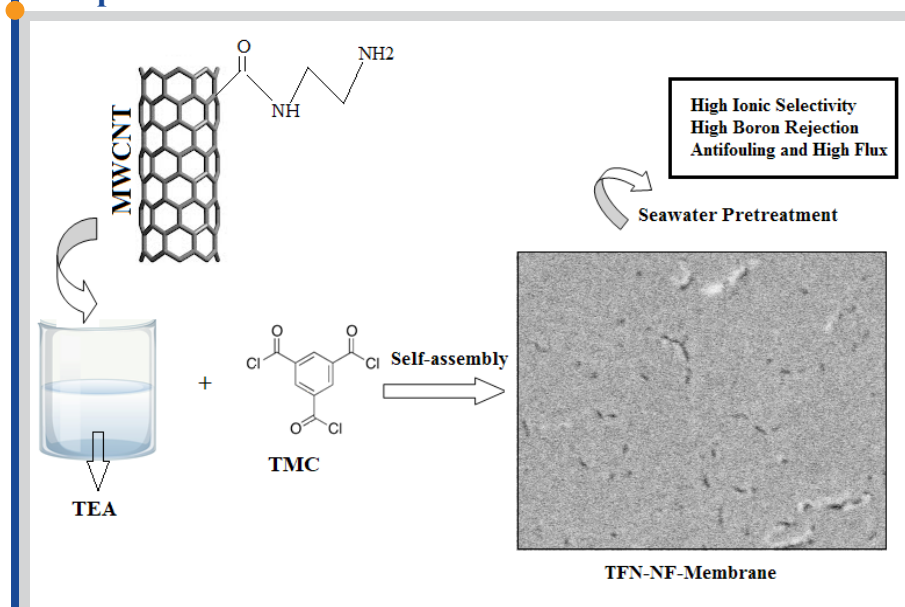 O
NH2
NH
MWCNT
High Ionic Selectivity
High Boron Rejection
Antifouling and High Flux
Seawater Pretreatment
O
O
Cl
Cl
O
Cl
+
Self-assembly
TMC
TEA
TFN-NF-Membrane